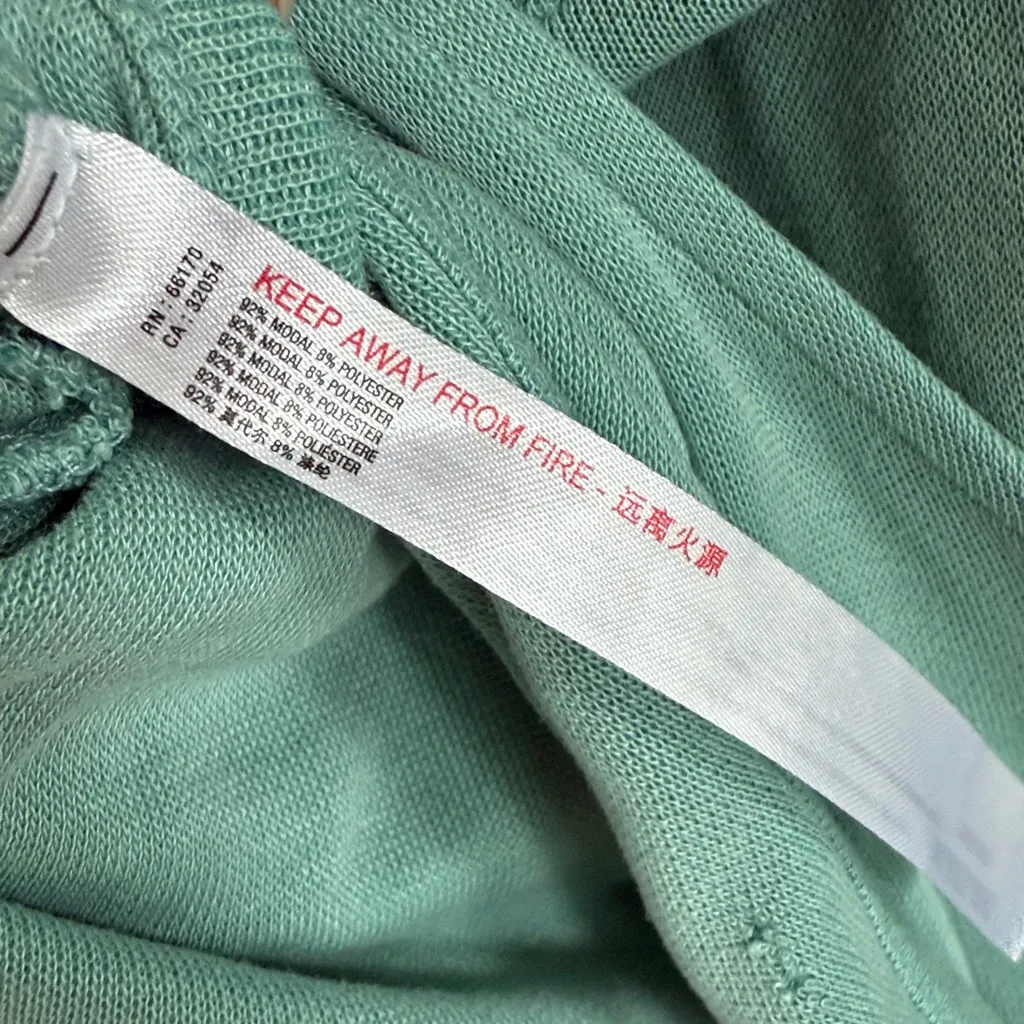 RN : 66170
CA : 32054
KEEP AWAY FROM FIRE - 远离火源
92% MODAL 8% POLYESTER
92% MODAL 8% POLYESTER
92% MODAL 8% POLYESTER
92% MODAL 8% POLIESTERE
92% MODAL 8% POLIÉSTER
92% 莫代尔 8% 涤纶